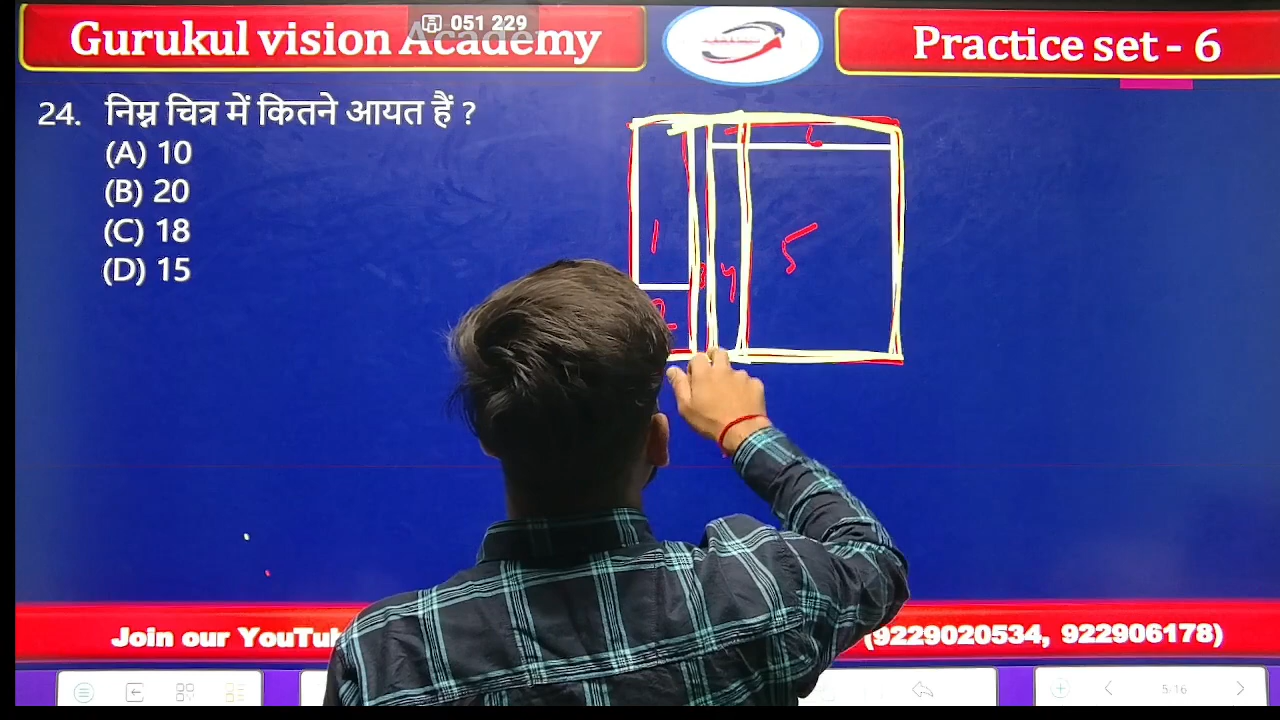 051 229
Gurukul vision Academy
Practice set - 6
24. निम्न चित्र में कितने आयत हैं ?
(A) 10
(B) 20
(C) 18
(D) 15
6
1
5
3
4
2
Join our YouTu
(9229020534, 922906178)
5/16